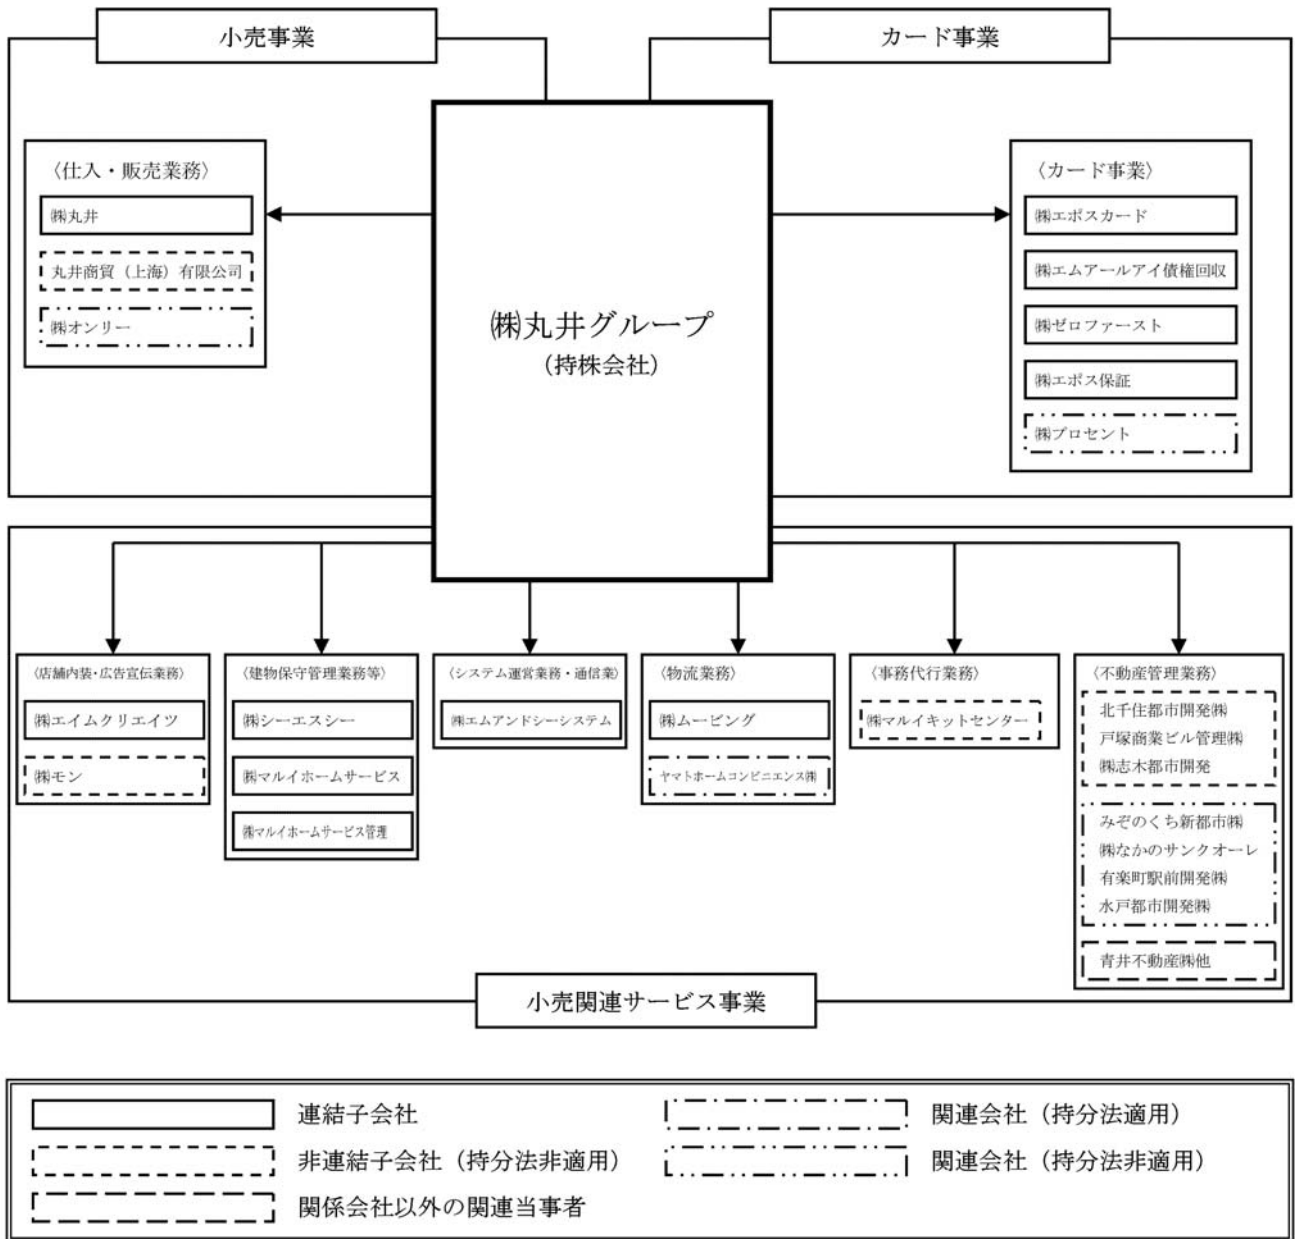 小売事業
カード事業
〈仕入・販売業務〉
㈱丸井
丸井商貿（上海）有限公司
㈱オンリー
㈱丸井グループ
（持株会社）
〈カード事業〉
㈱エポスカード
㈱エムアールアイ債権回収
㈱ゼロファースト
㈱エポス保証
㈱プロセント
〈店舗内装・広告宣伝業務〉
㈱エイムクリエイツ
㈱モン
〈建物保守管理業務等〉
㈱シーエスシー
㈱マルイホームサービス
㈱マルイホームサービス管理
〈システム運営業務・通信業〉
㈱エムアンドシーシステム
〈物流業務〉
㈱ムービング
ヤマトホームコンビニエンス㈱
〈事務代行業務〉
㈱マルイキットセンター
〈不動産管理業務〉
北千住都市開発㈱
戸塚商業ビル管理㈱
㈱志木都市開発
みぞのくち新都市㈱
㈱なかのサンクオーレ
有楽町駅前開発㈱
水戸都市開発㈱
青井不動産㈱他
小売関連サービス事業
連結子会社
関連会社（持分法適用）
非連結子会社（持分法非適用）
関連会社（持分法非適用）
関係会社以外の関連当事者